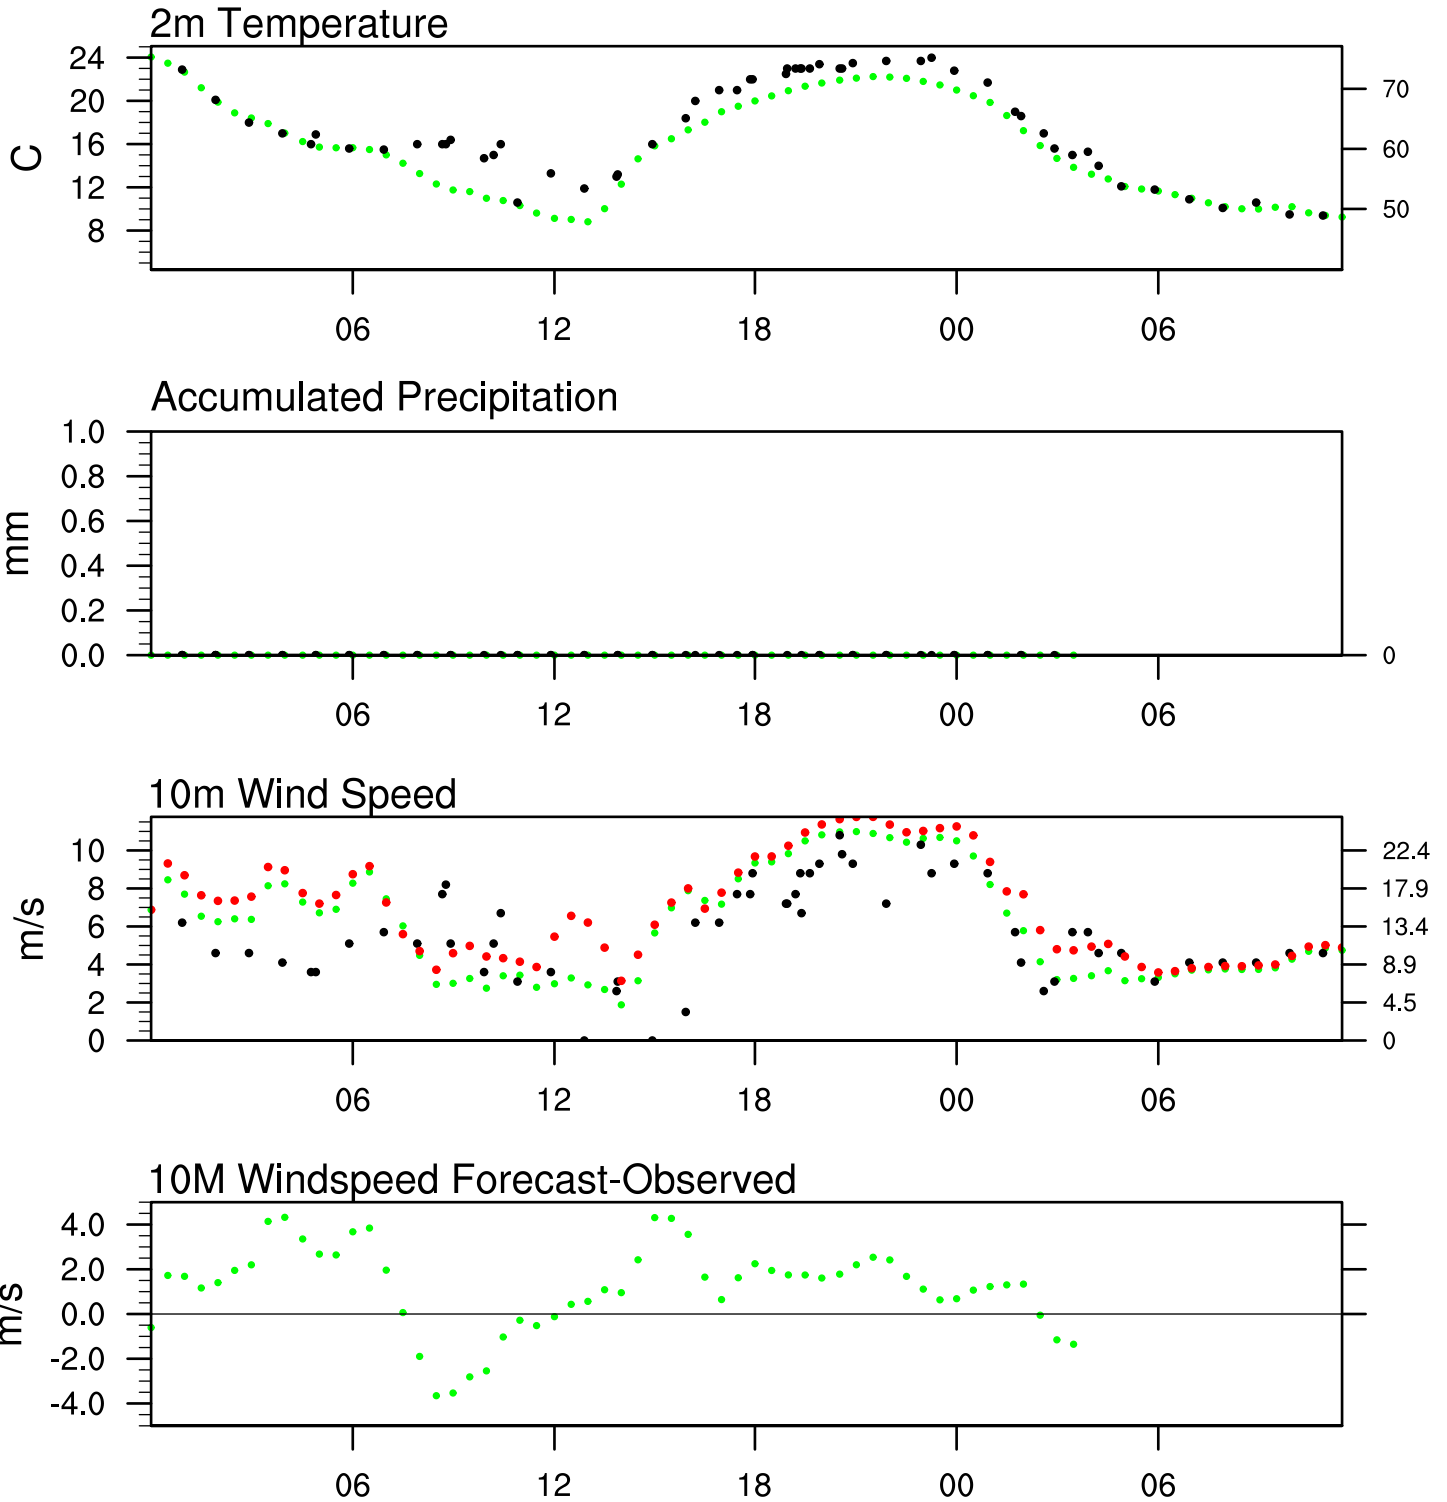 2m Temperature
24
20
16
12
8
C
70
60
50
06 12 18 00 06
Accumulated Precipitation
1.0
0.8
0.6
0.4
0.2
0.0
mm
0
06 12 18 00 06
10m Wind Speed
10
8
6
4
2
0
m/s
22.4
17.9
13.4
8.9
4.5
0
06 12 18 00 06
10M Windspeed Forecast-Observed
4.0
2.0
0.0
-2.0
-4.0
m/s
06 12 18 00 06